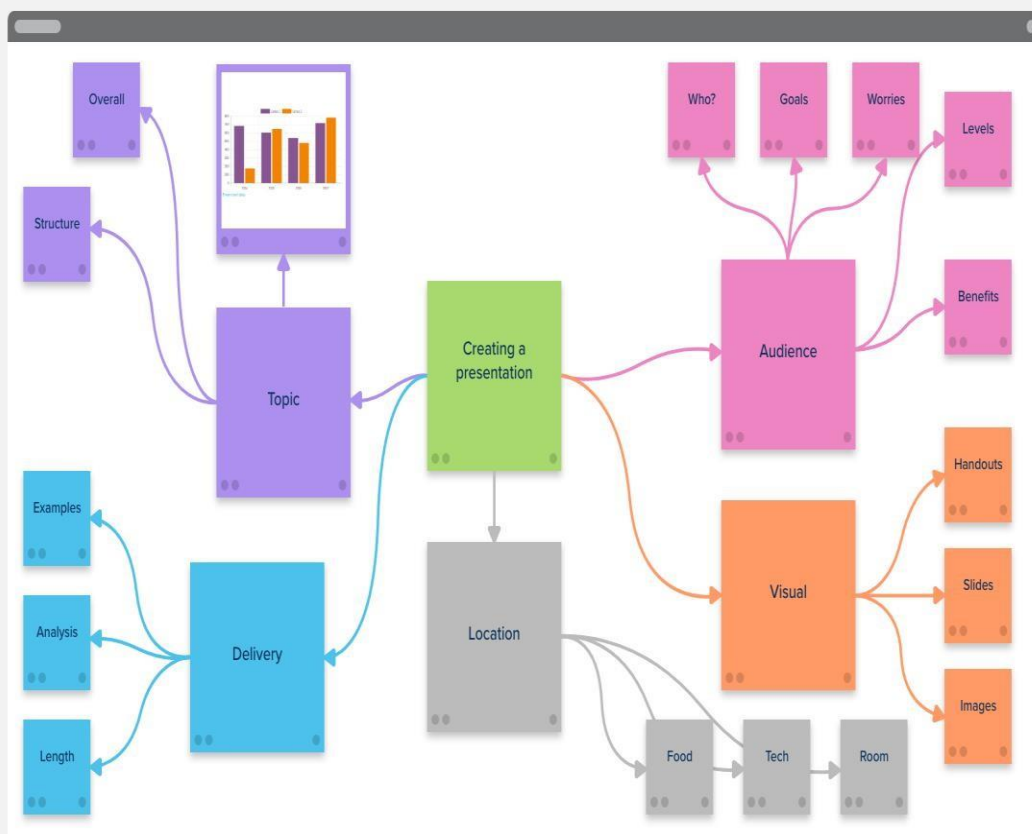 Overall
Structure
Topic
Creating a
presentation
Who?
Goals
Worries
Levels
Audience
Benefits
Examples
Analysis
Length
Delivery
Location
Food
Tech
Room
Visual
Handouts
Slides
Images